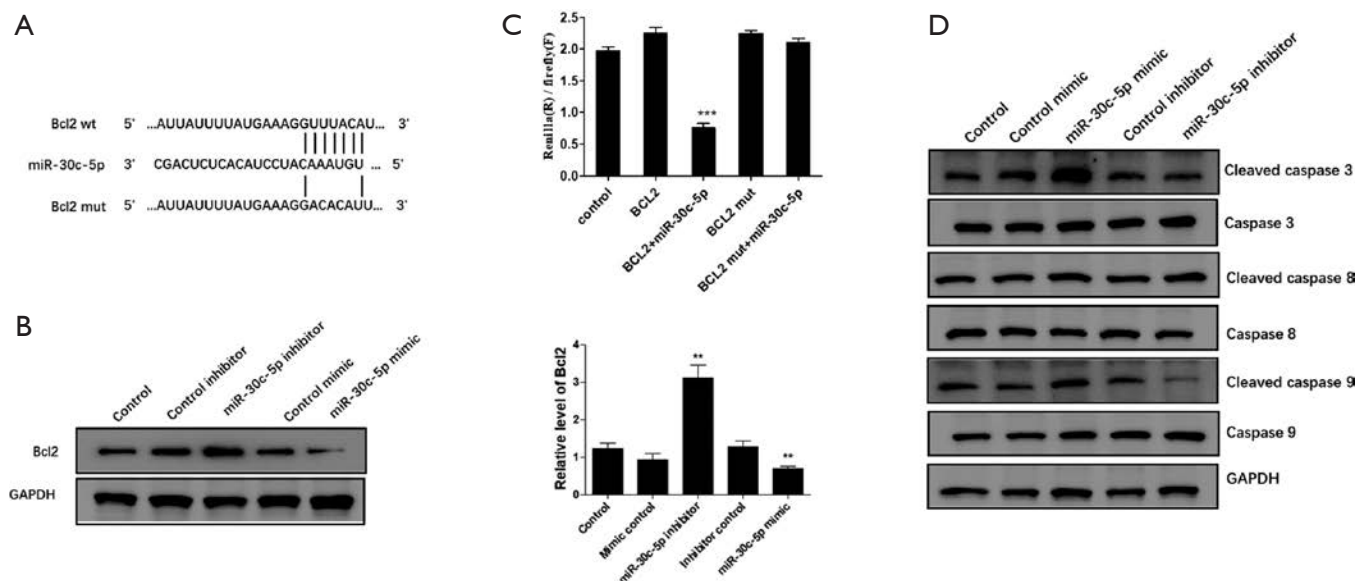 A
Bcl2 wt 5' ...AUUAUUUUAUGAAAGGUUUACAU... 3'
miR-30c-5p 3' CGACUCUCACAUCCUACAAAUGU ... 5'
Bcl2 mut 5' ...AUUAUUUUAUGAAAGGACACAUU... 3'
B
Control
Control inhibitor
miR-30c-5p inhibitor
Control mimic
miR-30c-5p mimic
Bcl2
GAPDH
C
Renilla(R) / firefly(F)
2.5
2.0
1.5
1.0
0.5
0.0
***
control
BCL2
BCL2+miR-30c-5p
BCL2 mut
BCL2 mut+miR-30c-5p
Relative level of Bcl2
4
3
2
1
0
**
**
Control
Mimic control
miR-30c-5p inhibitor
Inhibitor control
miR-30c-5p mimic
D
Control
Control mimic
miR-30c-5p mimic
Control inhibitor
miR-30c-5p inhibitor
Cleaved caspase 3
Caspase 3
Cleaved caspase 8
Caspase 8
Cleaved caspase 9
Caspase 9
GAPDH